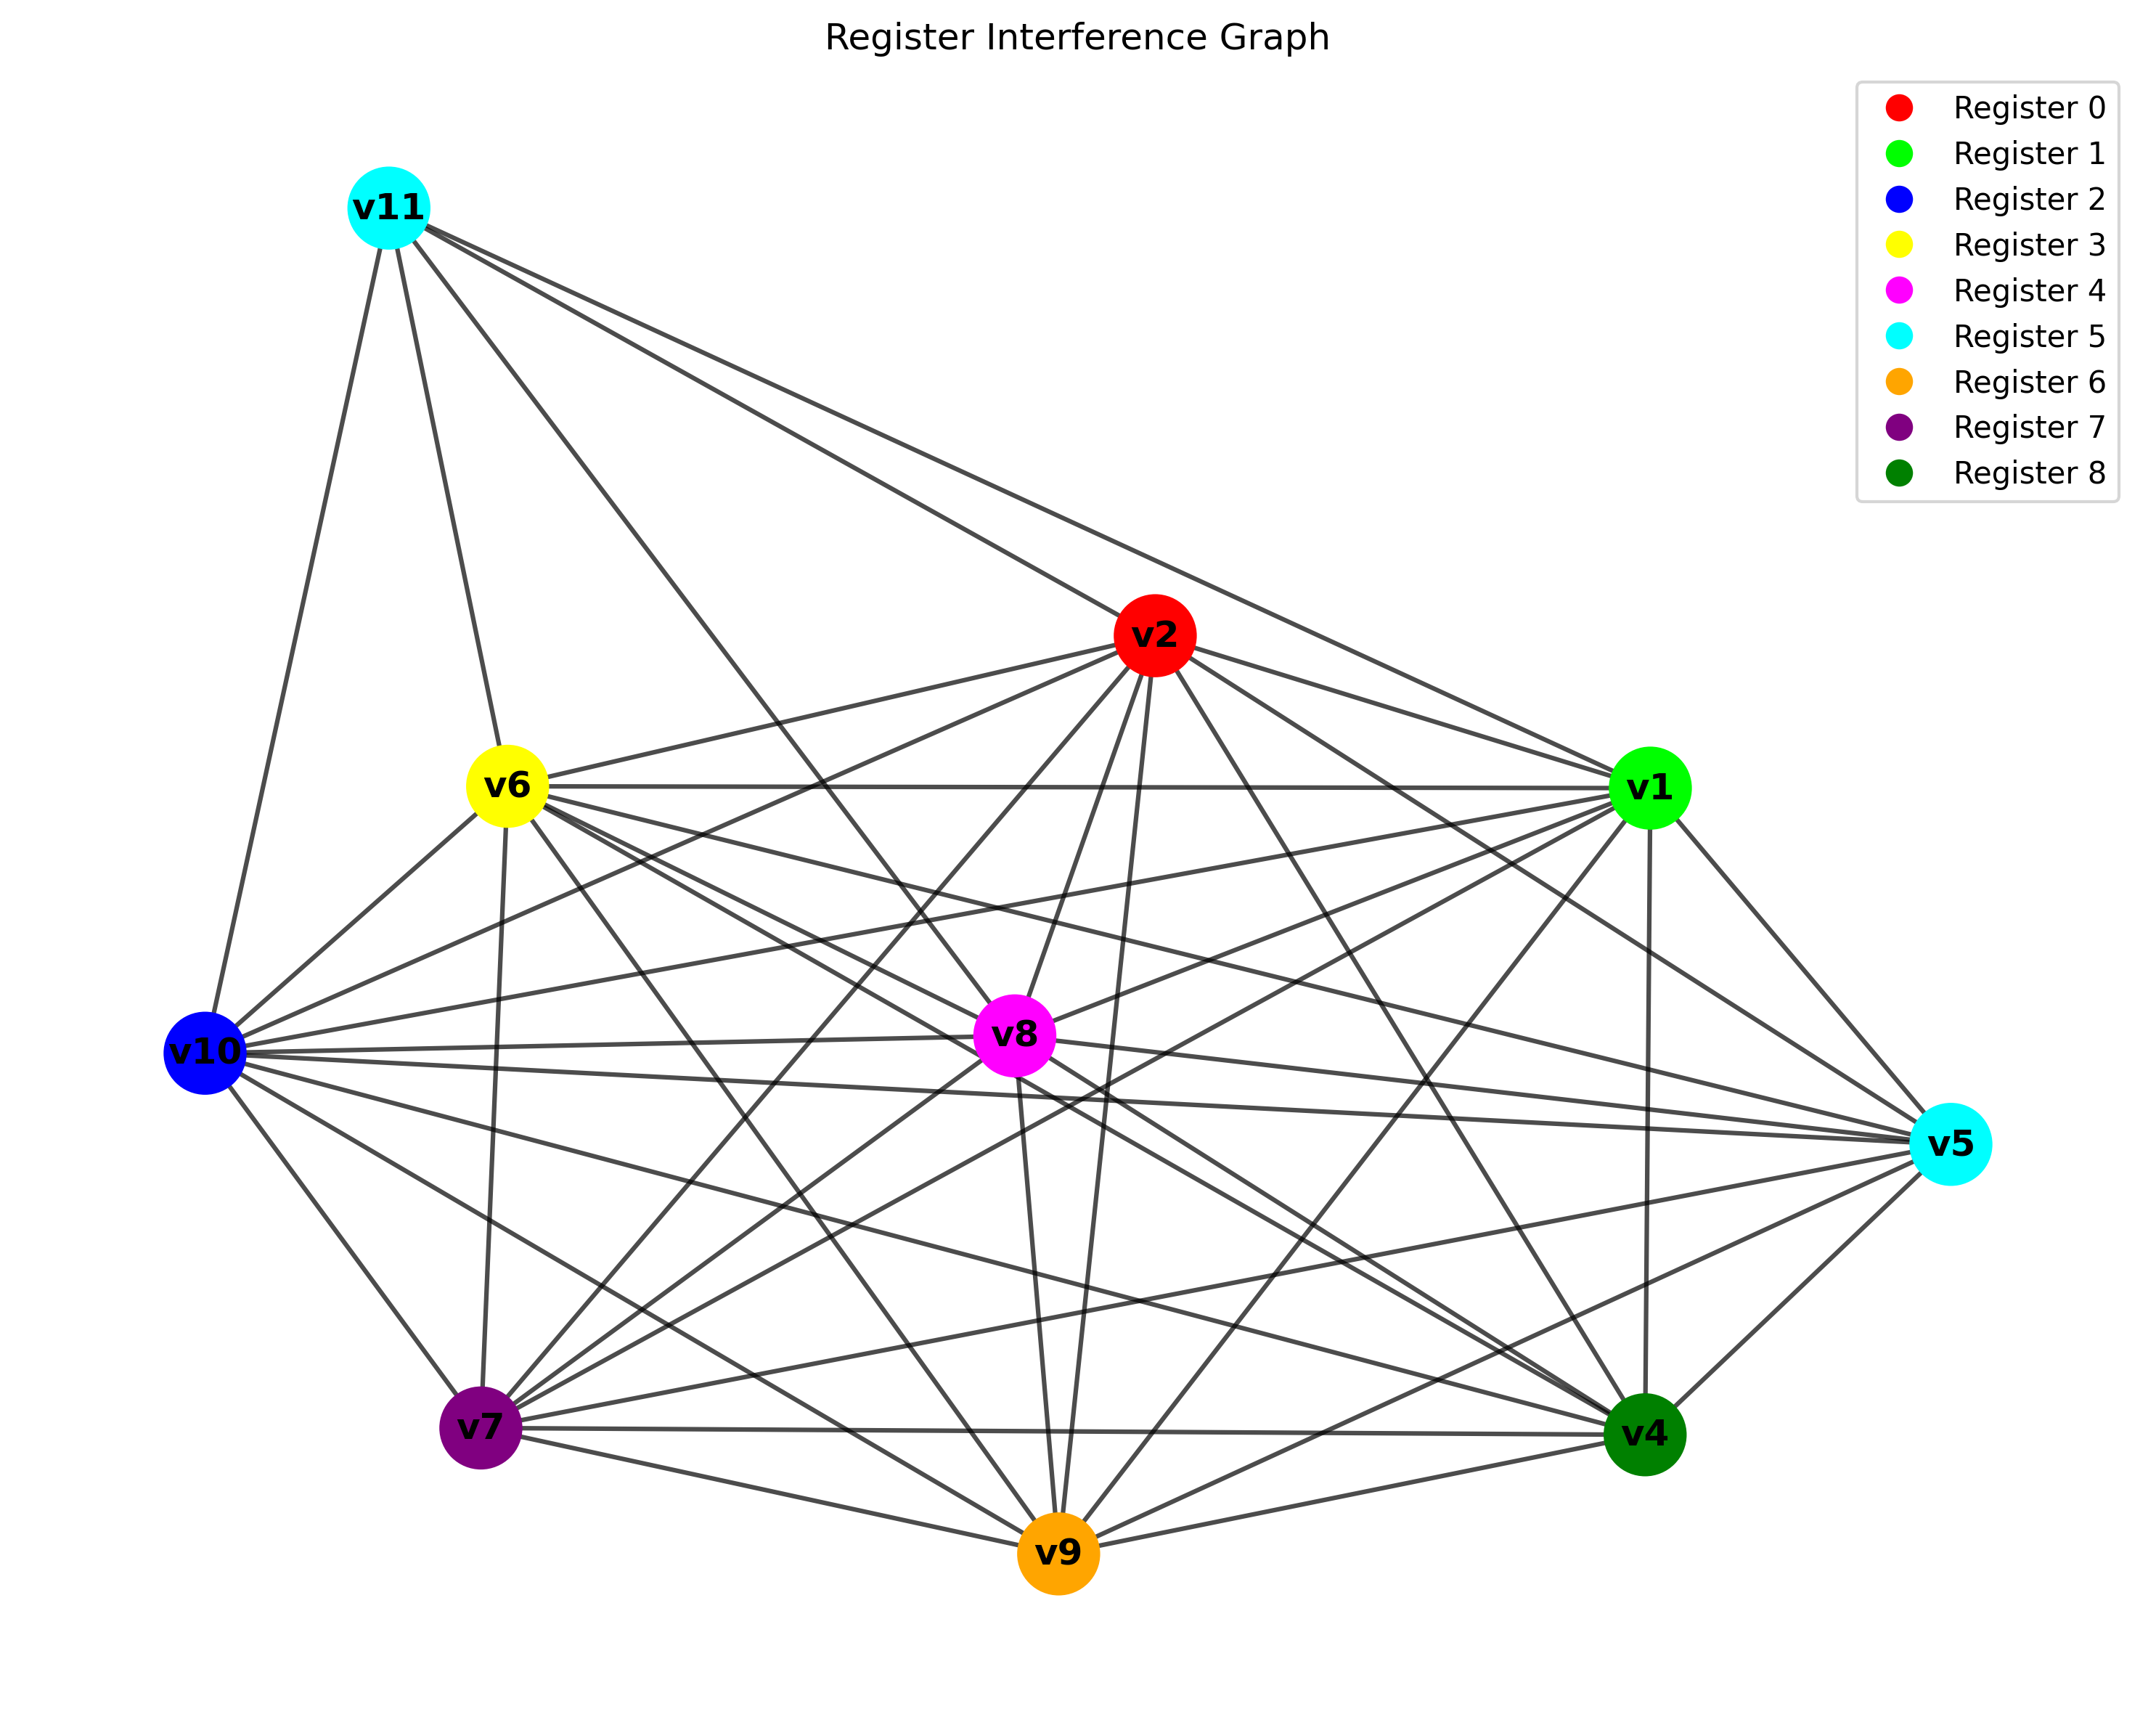 Register Interference Graph
Register 0
Register 1
Register 2
Register 3
Register 4
Register 5
Register 6
Register 7
Register 8
v11
v2
v6
v1
v10
v8
v5
v7
v4
v9